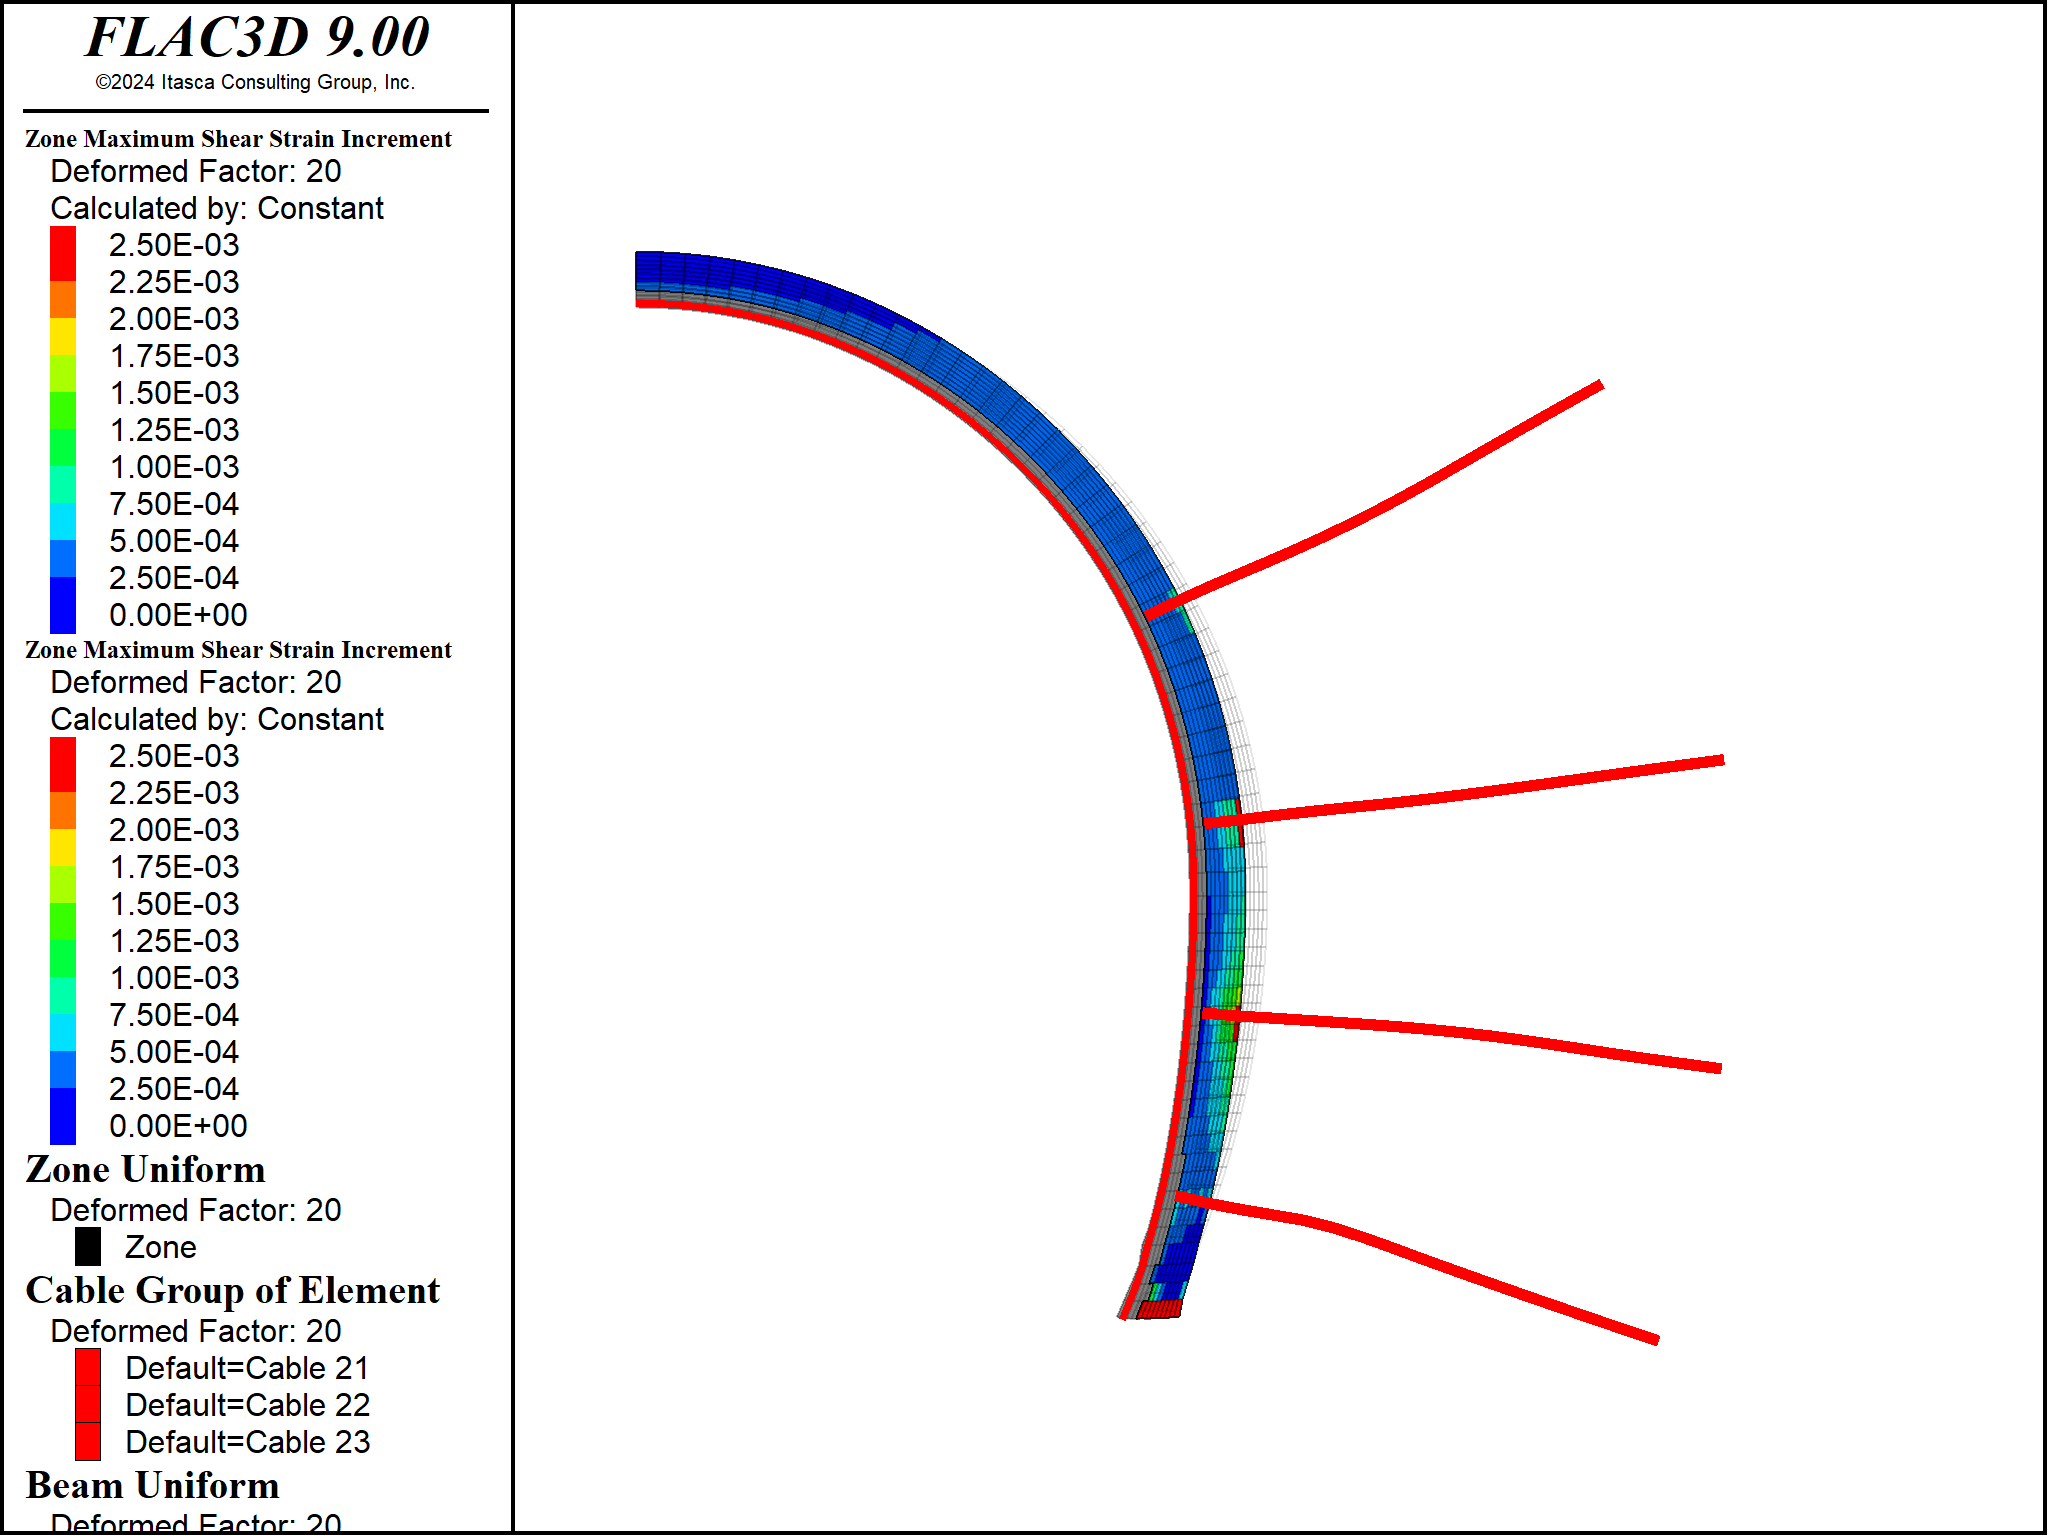 FLAC3D 9.00
©2024 Itasca Consulting Group, Inc.
Zone Maximum Shear Strain Increment
Deformed Factor: 20
Calculated by: Constant
2.50E-03
2.25E-03
2.00E-03
1.75E-03
1.50E-03
1.25E-03
1.00E-03
7.50E-04
5.00E-04
2.50E-04
0.00E+00
Zone Maximum Shear Strain Increment
Deformed Factor: 20
Calculated by: Constant
2.50E-03
2.25E-03
2.00E-03
1.75E-03
1.50E-03
1.25E-03
1.00E-03
7.50E-04
5.00E-04
2.50E-04
0.00E+00
Zone Uniform
Deformed Factor: 20
Zone
Cable Group of Element
Deformed Factor: 20
Default=Cable 21
Default=Cable 22
Default=Cable 23
Beam Uniform
Deformed Factor: 20